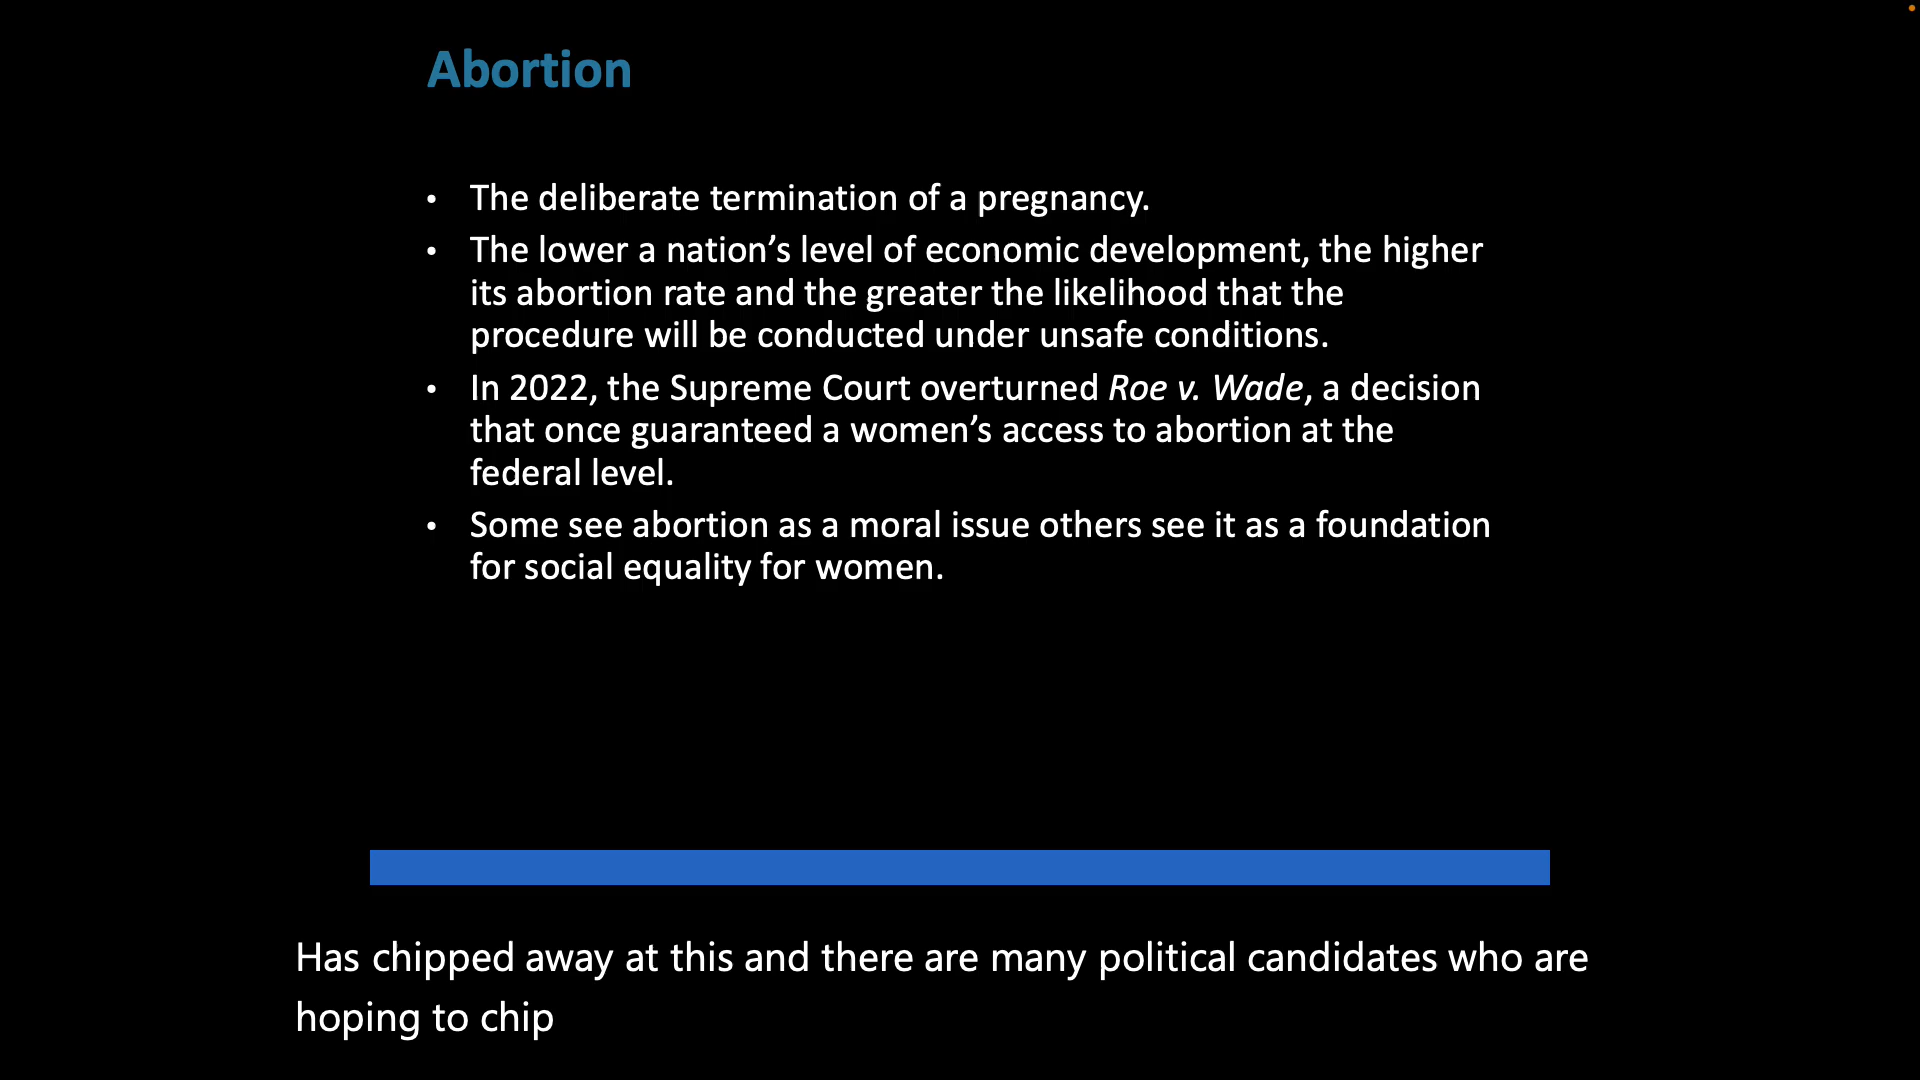 Abortion
• The deliberate termination of a pregnancy.
• The lower a nation’s level of economic development, the higher
its abortion rate and the greater the likelihood that the
procedure will be conducted under unsafe conditions.
• In 2022, the Supreme Court overturned Roe v. Wade, a decision
that once guaranteed a women’s access to abortion at the
federal level.
• Some see abortion as a moral issue others see it as a foundation
for social equality for women.
Has chipped away at this and there are many political candidates who are
hoping to chip